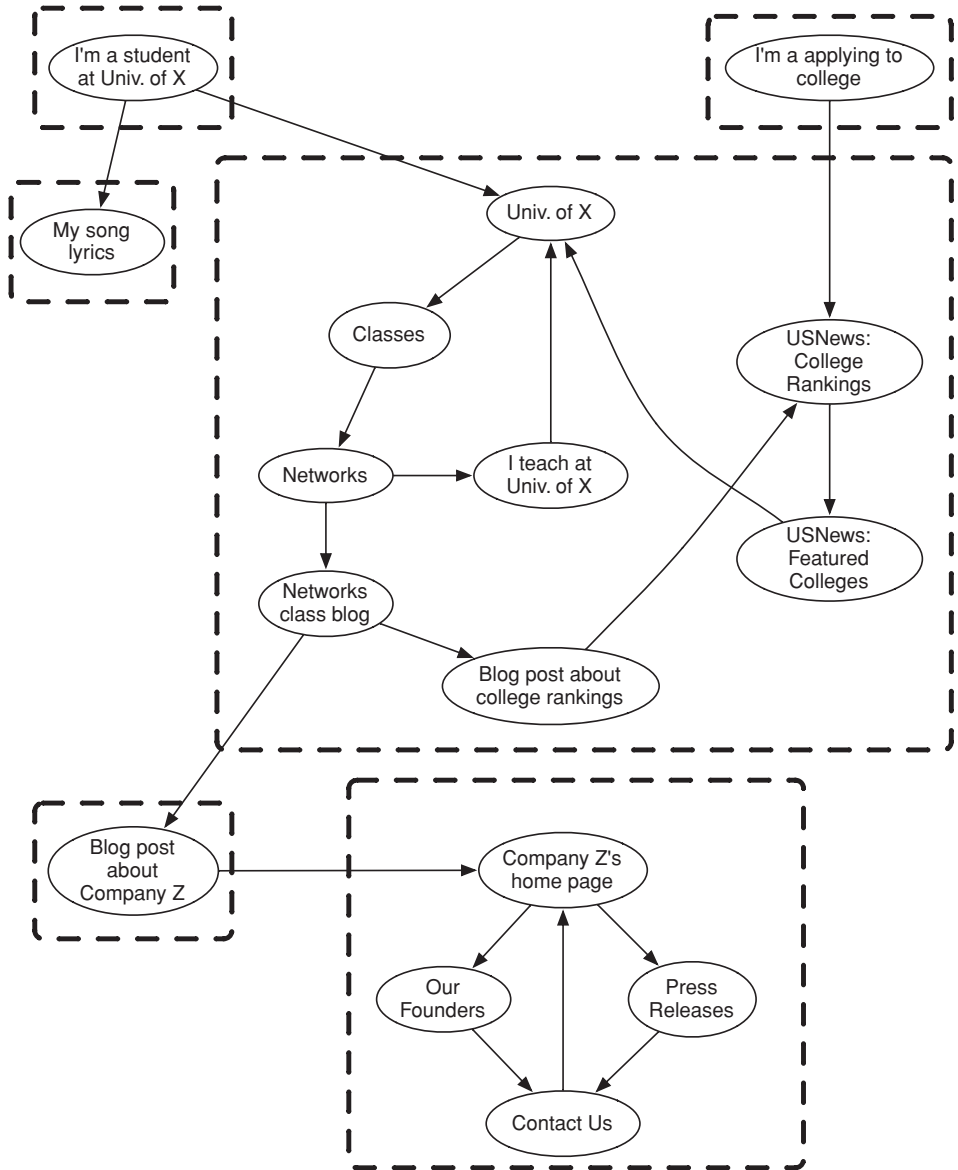 I'm a student
at Univ. of X
I'm a applying to
college
Univ. of X
My song
lyrics
Classes
USNews:
College
Rankings
Networks
I teach at
Univ. of X
USNews:
Featured
Colleges
Networks
class blog
Blog post about
college rankings
Blog post
about
Company Z
Company Z's
home page
Our
Founders
Press
Releases
Contact Us